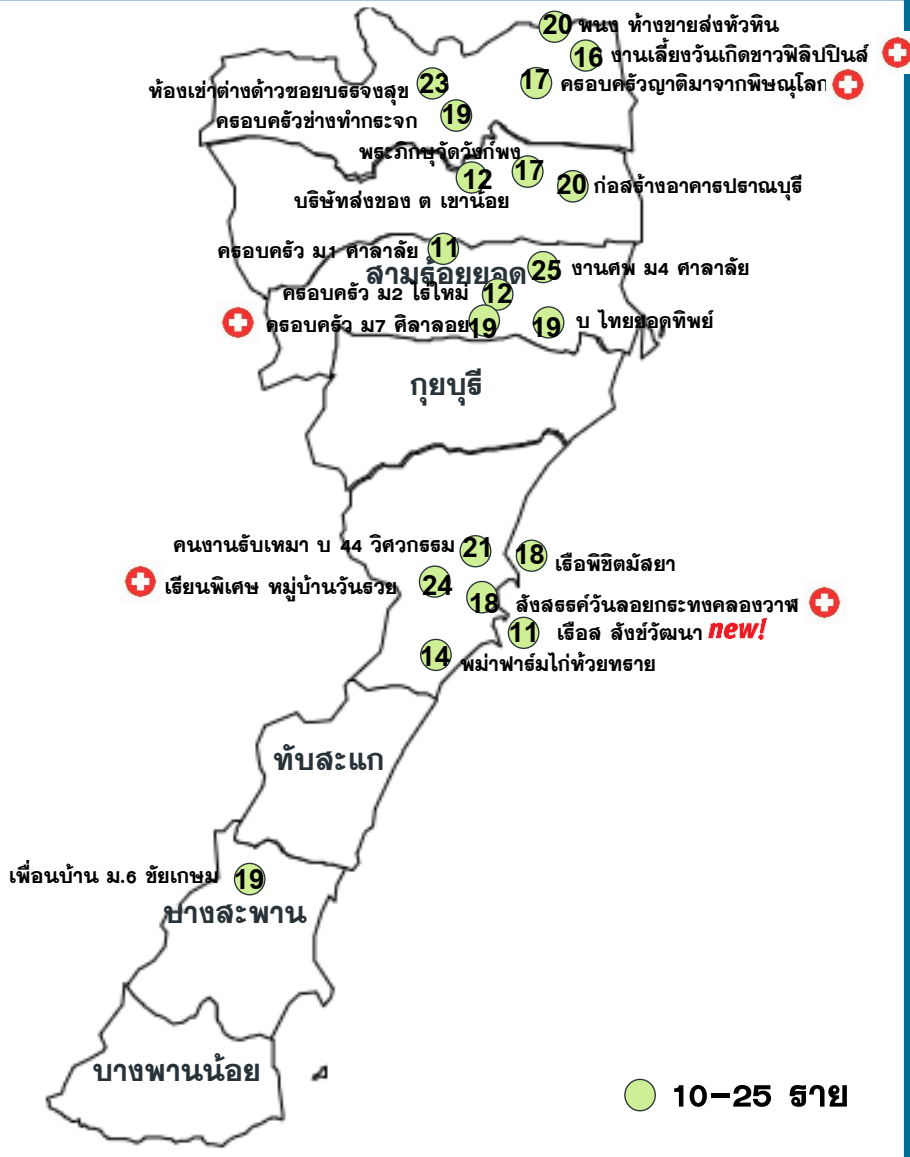 20 พนง ห้างขายส่งหัวหิน
16 งานเลี้ยงวันเกิดชาวฟิลิปปินส์
ห้องเช่าต่างด้าวซอยบรรจงสุข 23
17 ครอบครัวญาติมาจากพิษณุโลก
ครอบครัวช่างทำกระจก 19
พระภิกษุวัดวังก์พง 17
12
20 ก่อสร้างอาคารปราณบุรี
บริษัทส่งของ ต เขาน้อย
ครอบครัว ม1 ศาลาลัย 11
สามร้อยยอด
25 งานศพ ม4 ศาลาลัย
ครอบครัว ม2 ไร่ใหม่ 12
ครอบครัว ม7 ศิลาลอย 19
19 บ ไทยยอดทิพย์
กุยบุรี
คนงานรับเหมา บ 44 วิศวกรรม 21
18 เรือพิชิตมัสยา
เรียนพิเศษ หมู่บ้านวันรวย 24
18 สังสรรค์วันลอยกระทงคลองวาฬ
11 เรือส สังข์วัฒนา new!
14 พม่าฟาร์มไก่ห้วยทราย
ทับสะแก
เพื่อนบ้าน ม.6 ชัยเกษม 19
บางสะพาน
บางพานน้อย
10-25 ราย